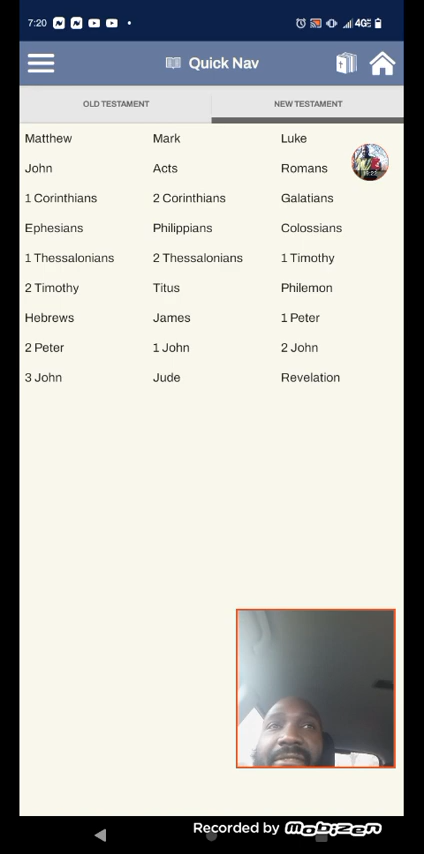 7:20 4GE
Quick Nav
OLD TESTAMENT NEW TESTAMENT
Matthew Mark Luke
John Acts Romans
1 Corinthians 2 Corinthians Galatians
Ephesians Philippians Colossians
1 Thessalonians 2 Thessalonians 1 Timothy
2 Timothy Titus Philemon
Hebrews James 1 Peter
2 Peter 1 John 2 John
3 John Jude Revelation
Recorded by Mobizen